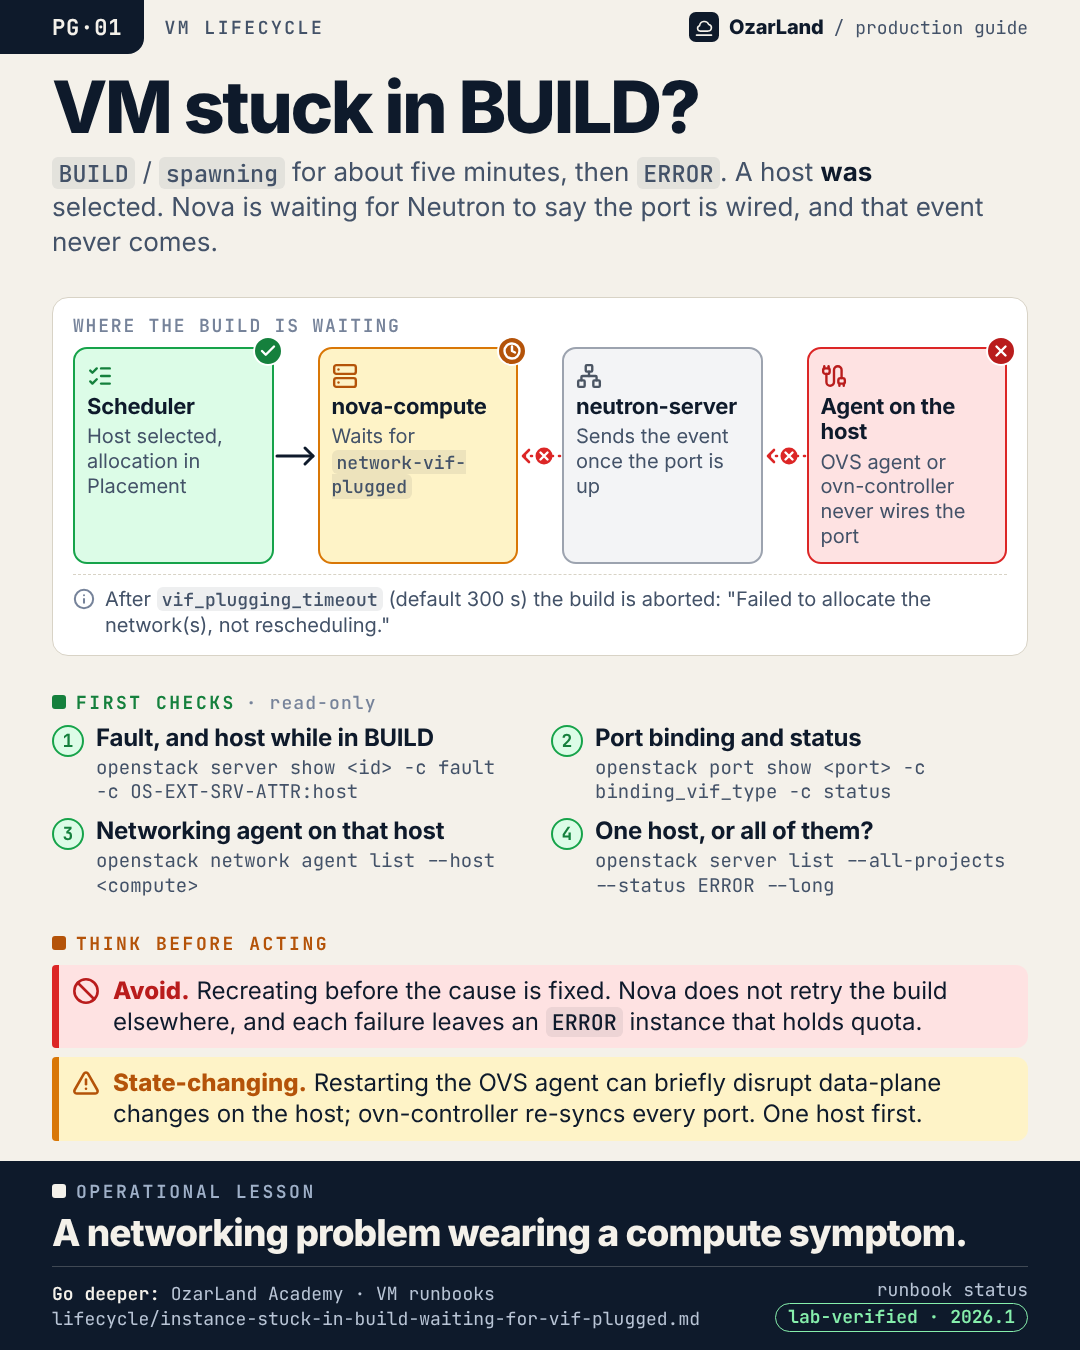 PG·01
VM LIFECYCLE
OzarLand / production guide
VM stuck in BUILD?
BUILD / spawning for about five minutes, then ERROR. A host was
selected. Nova is waiting for Neutron to say the port is wired, and that event
never comes.
WHERE THE BUILD IS WAITING
Scheduler
Host selected,
allocation in
Placement
nova-compute
Waits for
network-vif-
plugged
neutron-server
Sends the event
once the port is
up
Agent on the
host
OVS agent or
ovn-controller
never wires the
port
After vif_plugging_timeout (default 300 s) the build is aborted: "Failed to allocate the
network(s), not rescheduling."
FIRST CHECKS · read-only
1 Fault, and host while in BUILD
openstack server show <id> -c fault
-c OS-EXT-SRV-ATTR:host
2 Port binding and status
openstack port show <port> -c
binding_vif_type -c status
3 Networking agent on that host
openstack network agent list --host
<compute>
4 One host, or all of them?
openstack server list --all-projects
--status ERROR --long
THINK BEFORE ACTING
Avoid. Recreating before the cause is fixed. Nova does not retry the build
elsewhere, and each failure leaves an ERROR instance that holds quota.
State-changing. Restarting the OVS agent can briefly disrupt data-plane
changes on the host; ovn-controller re-syncs every port. One host first.
OPERATIONAL LESSON
A networking problem wearing a compute symptom.
Go deeper: OzarLand Academy · VM runbooks
lifecycle/instance-stuck-in-build-waiting-for-vif-plugged.md
runbook status
lab-verified · 2026.1